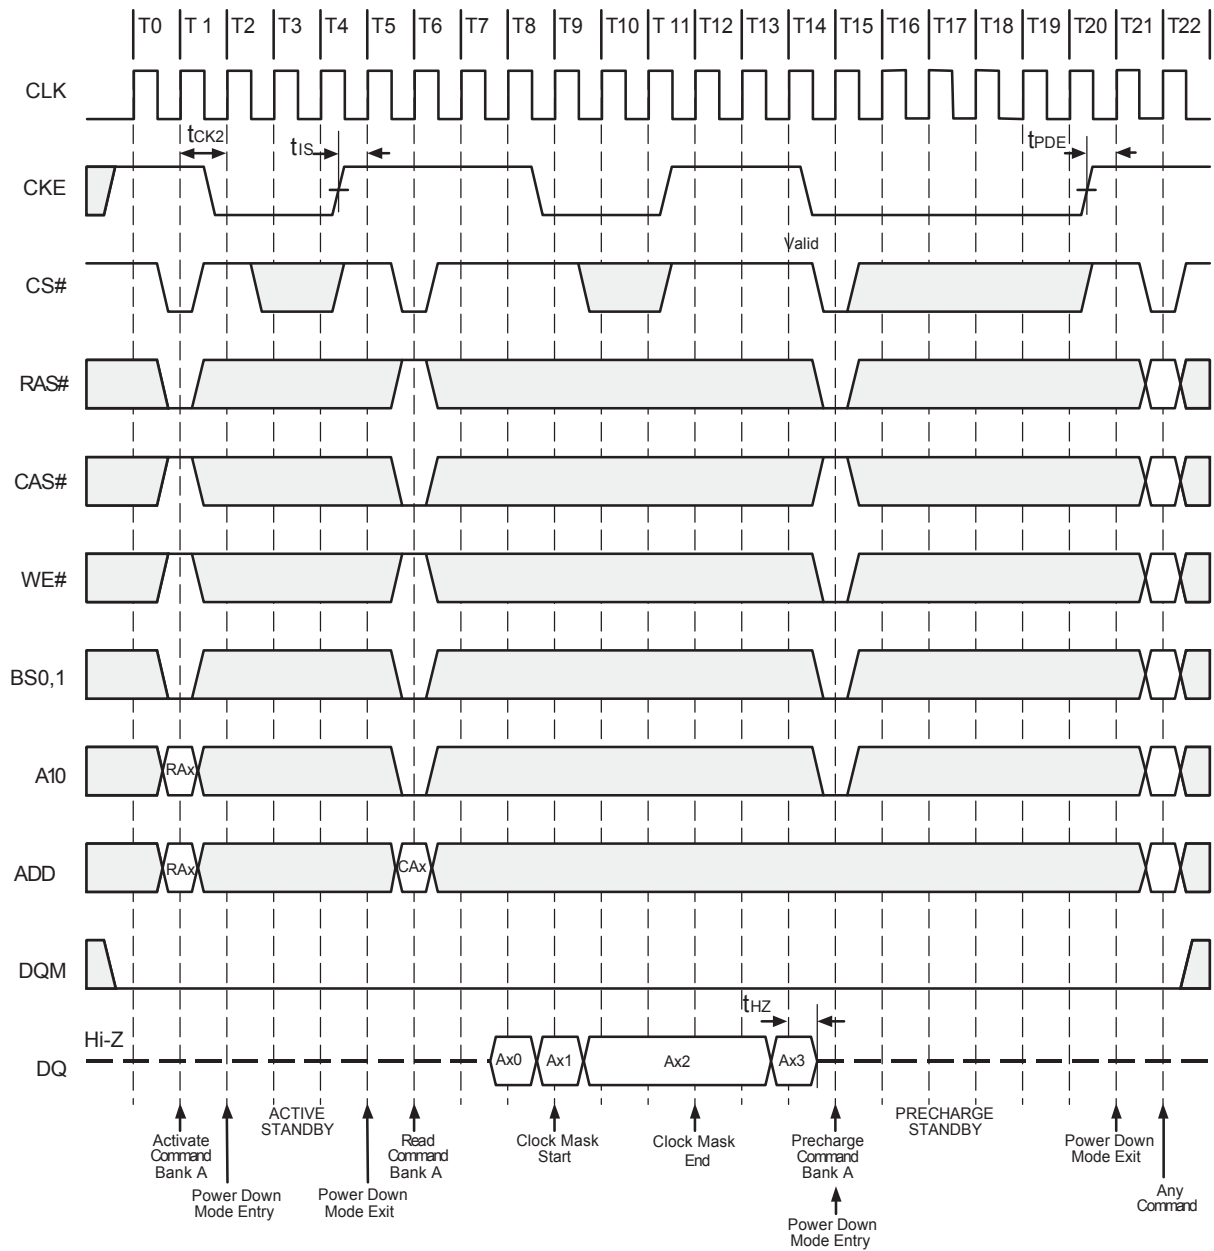 T0 T 1 T2 T3 T4 T5 T6 T7 T8 T9 T10 T 11 T12 T13 T14 T15 T16 T17 T18 T19 T20 T21 T22
CLK
tCK2
tIS
tPDE
CKE
Valid
CS#
RAS#
CAS#
WE#
BS0,1
A10
RAx
ADD
RAx CAx
DQM
tHZ
Hi-Z
DQ
Ax0 Ax1 Ax2 Ax3
Activate
Command
Bank A
Power Down
Mode Entry
ACTIVE
STANDBY
Power Down
Mode Exit
Read
Command
Bank A
Clock Mask
Start
Clock Mask
End
Precharge
Command
Bank A
Power Down
Mode Entry
PRECHARGE
STANDBY
Power Down
Mode Exit
Any
Command